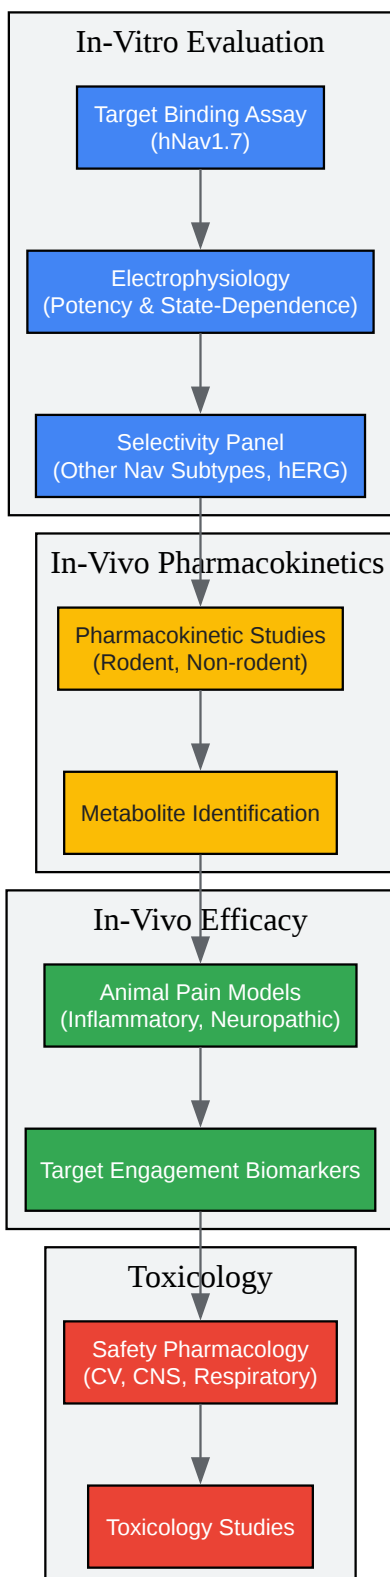 In-Vitro Evaluation
Target Binding Assay
(hNav1.7)
Electrophysiology
(Potency & State-Dependence)
Selectivity Panel
(Other Nav Subtypes, hERG)
In-Vivo Pharmacokinetics
Pharmacokinetic Studies
(Rodent, Non-rodent)
Metabolite Identification
In-Vivo Efficacy
Animal Pain Models
(Inflammatory, Neuropathic)
Target Engagement Biomarkers
Toxicology
Safety Pharmacology
(CV, CNS, Respiratory)
Toxicology Studies